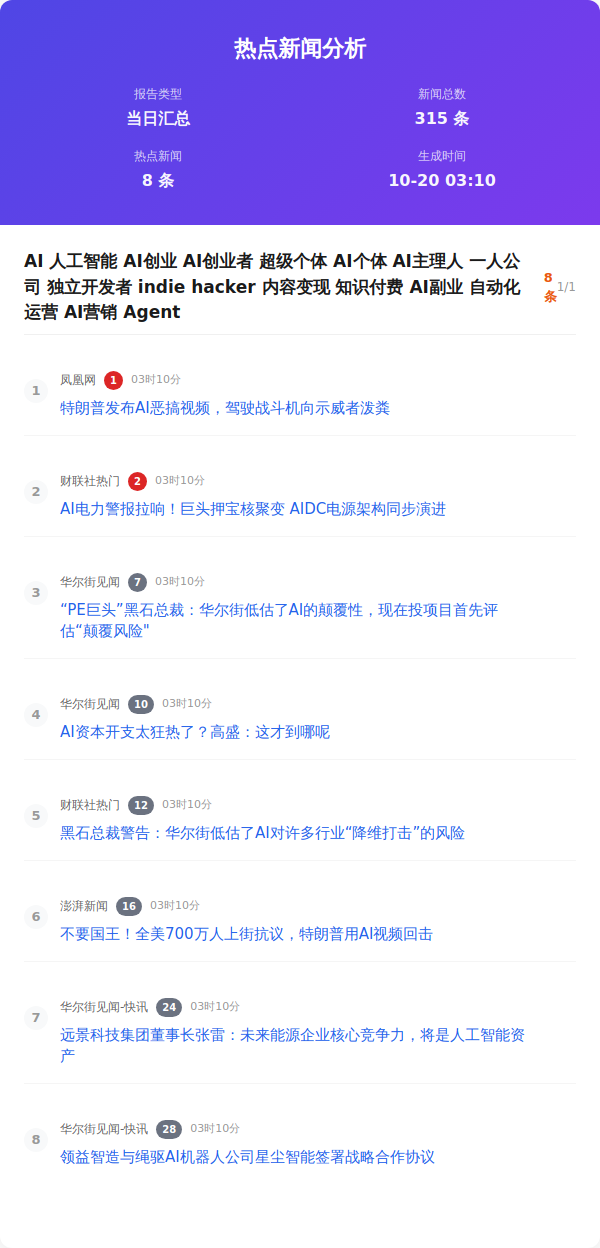 热点新闻分析
报告类型
当日汇总
新闻总数
315 条
热点新闻
8 条
生成时间
10-20 03:10
AI 人工智能 AI创业 AI创业者 超级个体 AI个体 AI主理人 一人公
司 独立开发者 indie hacker 内容变现 知识付费 AI副业 自动化
运营 AI营销 Agent
8
条
1/1
1
凤凰网 1 03时10分
特朗普发布AI恶搞视频，驾驶战斗机向示威者泼粪
2
财联社热门 2 03时10分
AI电力警报拉响！巨头押宝核聚变 AIDC电源架构同步演进
3
华尔街见闻 7 03时10分
“PE巨头”黑石总裁：华尔街低估了AI的颠覆性，现在投项目首先评
估“颠覆风险"
4
华尔街见闻 10 03时10分
AI资本开支太狂热了？高盛：这才到哪呢
5
财联社热门 12 03时10分
黑石总裁警告：华尔街低估了AI对许多行业“降维打击”的风险
6
澎湃新闻 16 03时10分
不要国王！全美700万人上街抗议，特朗普用AI视频回击
7
华尔街见闻-快讯 24 03时10分
远景科技集团董事长张雷：未来能源企业核心竞争力，将是人工智能资
产
8
华尔街见闻-快讯 28 03时10分
领益智造与绳驱AI机器人公司星尘智能签署战略合作协议